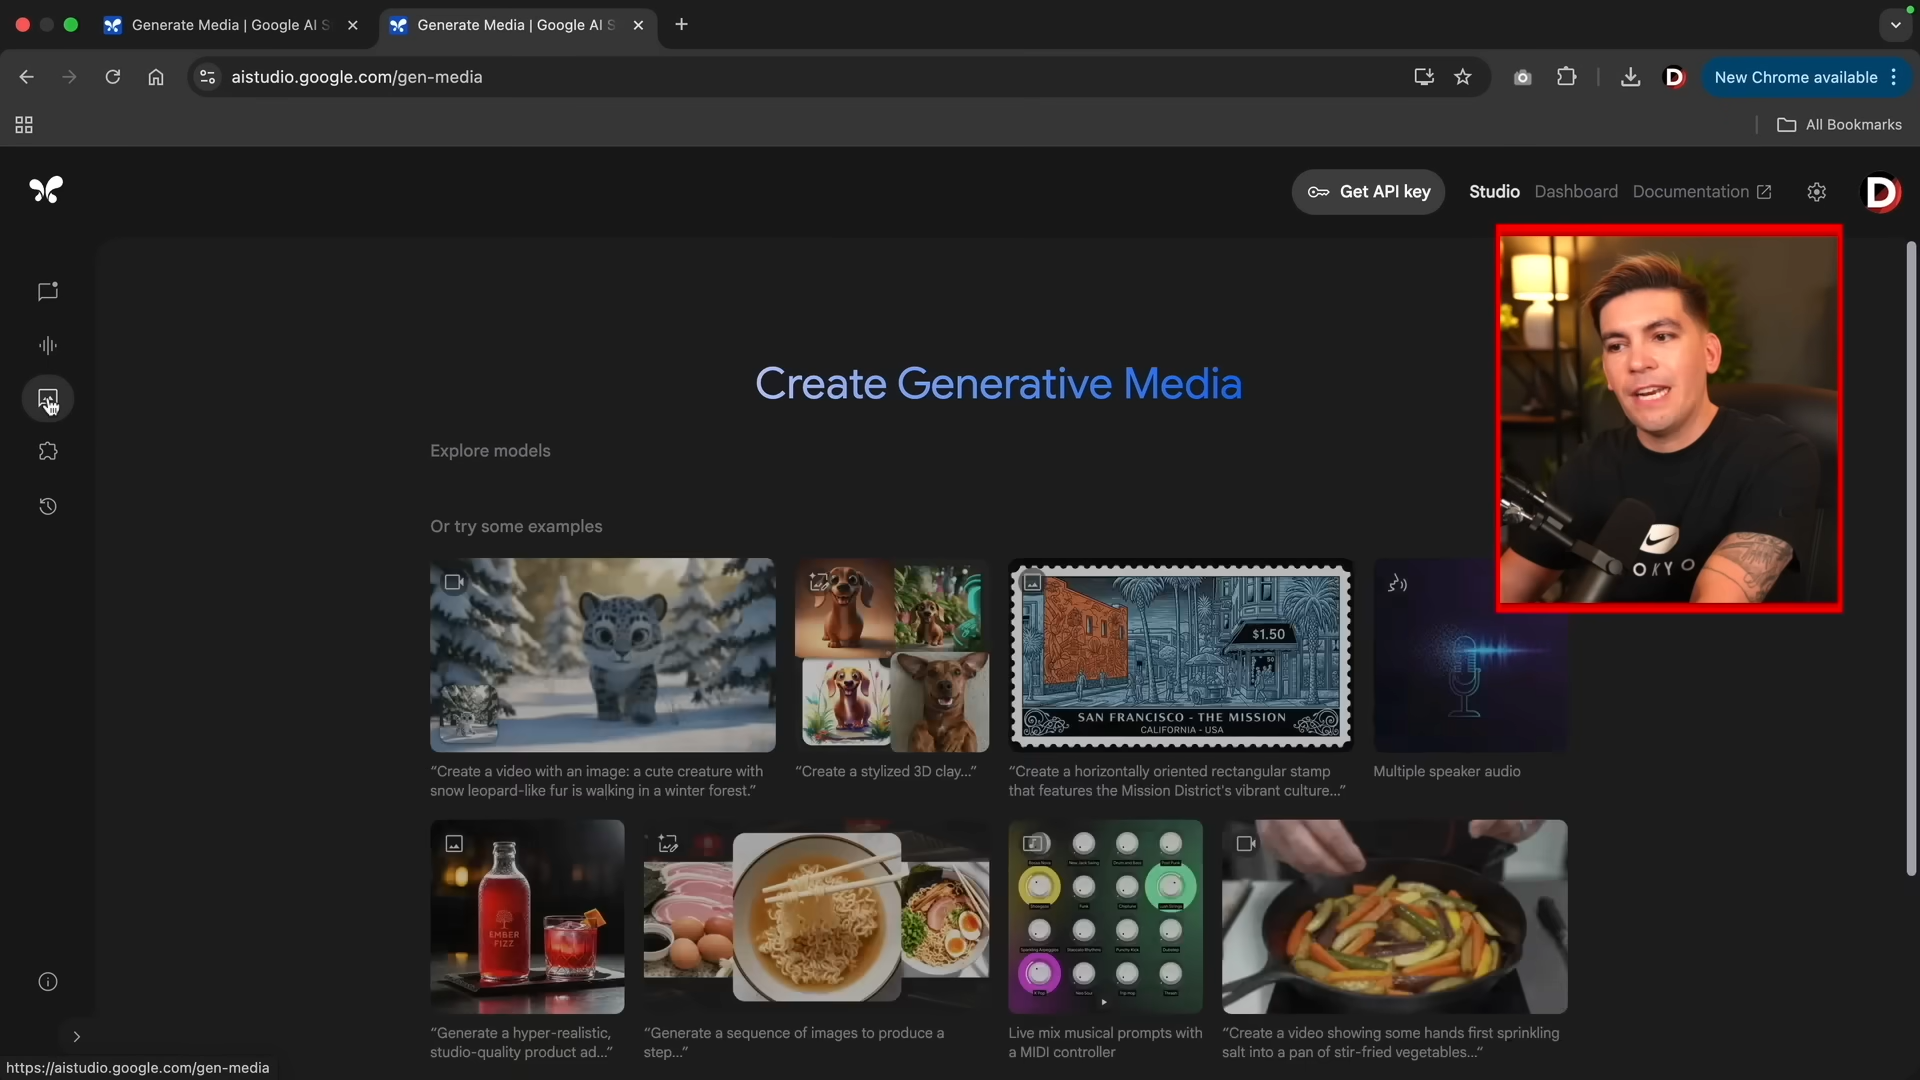 Generate Media | Google AI S
Generate Media | Google AI S
aistudio.google.com/gen-media
D
New Chrome available
All Bookmarks
Get API key
Studio
Dashboard
Documentation
D
Create Generative Media
Explore models
Or try some examples
$1.50
SAN FRANCISCO - THE MISSION
CALIFORNIA - USA
OKYO
“Create a video with an image: a cute creature with
snow leopard-like fur is walking in a winter forest.”
“Create a stylized 3D clay...”
“Create a horizontally oriented rectangular stamp
that features the Mission District's vibrant culture...”
Multiple speaker audio
EMBER
FIZZ
“Generate a hyper-realistic,
studio-quality product ad...”
“Generate a sequence of images to produce a
step...”
Live mix musical prompts with
a MIDI controller
“Create a video showing some hands first sprinkling
salt into a pan of stir-fried vegetables...”
https://aistudio.google.com/gen-media